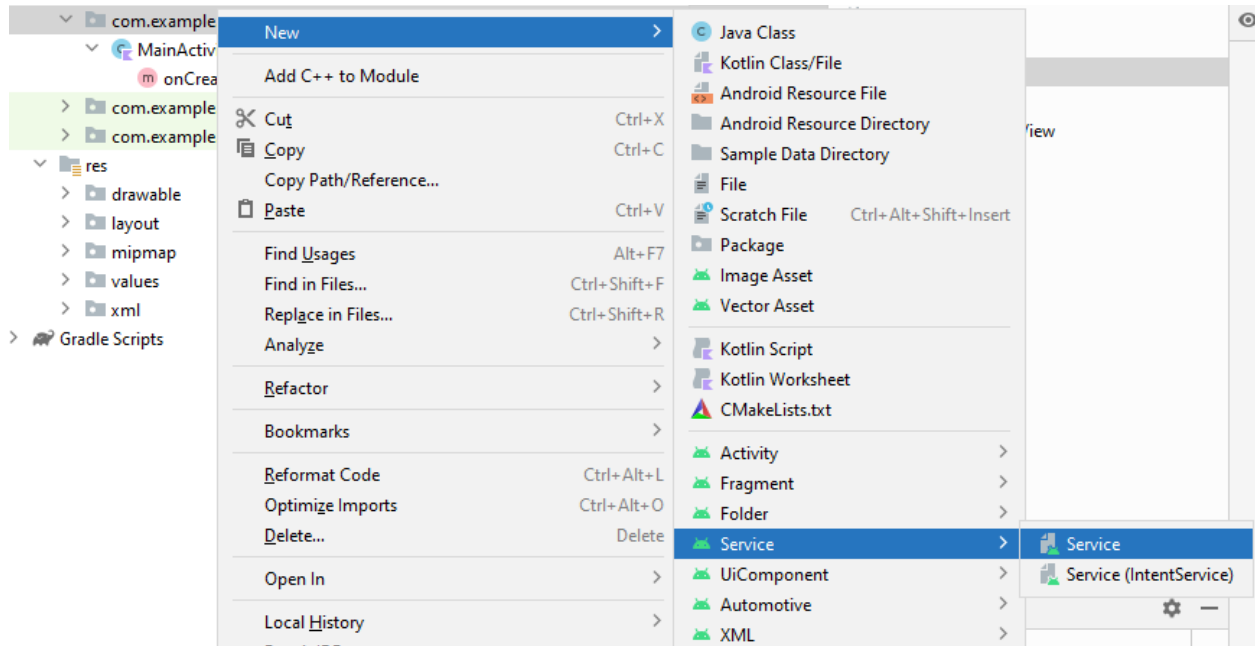 com.example
MainActiv
m onCrea
com.example
com.example
res
drawable
layout
mipmap
values
xml
Gradle Scripts
New
Add C++ to Module
Cut Ctrl+X
Copy Ctrl+C
Copy Path/Reference...
Paste Ctrl+V
Find Usages Alt+F7
Find in Files... Ctrl+Shift+F
Replace in Files... Ctrl+Shift+R
Analyze
Refactor
Bookmarks
Reformat Code Ctrl+Alt+L
Optimize Imports Ctrl+Alt+O
Delete... Delete
Open In
Local History
C Java Class
Kotlin Class/File
Android Resource File
Android Resource Directory
Sample Data Directory
File
Scratch File Ctrl+Alt+Shift+Insert
Package
Image Asset
Vector Asset
Kotlin Script
Kotlin Worksheet
CMakeLists.txt
Activity
Fragment
Folder
Service
UiComponent
Automotive
XML
Service
Service (IntentService)
iew